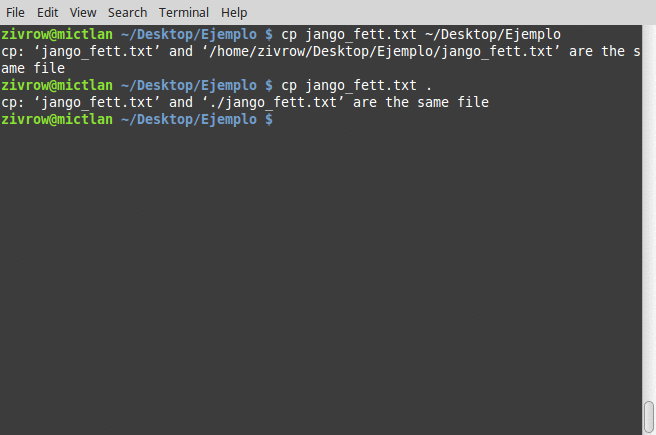 File Edit View Search Terminal Help
zivrow@mictlan ~/Desktop/Ejemplo $ cp jango_fett.txt ~/Desktop/Ejemplo
cp: ‘jango_fett.txt’ and ‘/home/zivrow/Desktop/Ejemplo/jango_fett.txt’ are the s
ame file
zivrow@mictlan ~/Desktop/Ejemplo $ cp jango_fett.txt .
cp: ‘jango_fett.txt’ and ‘./jango_fett.txt’ are the same file
zivrow@mictlan ~/Desktop/Ejemplo $